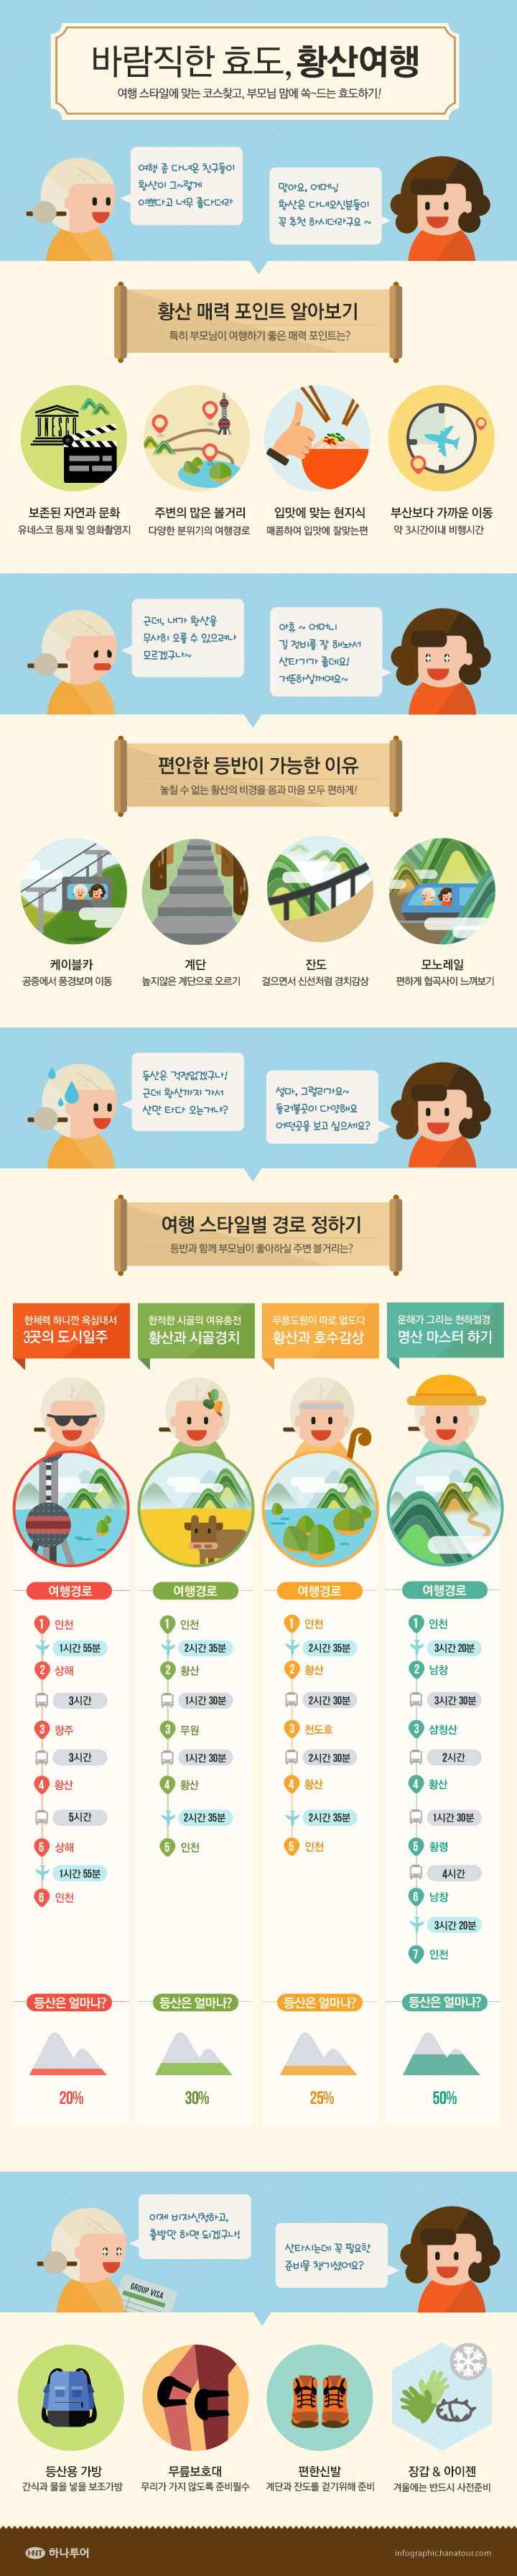 바람직한 효도, 황산여행
여행 스타일에 맞는 코스찾고, 부모님 맘에 쏙~드는 효도하기!
여행 좀 다녀온 친구들이
황산이 그~렇게
이쁘다고 너무 좋다더라
맞아요, 어머님
황산은 다녀오신분들이
꼭 추천 하시더라구요 ~
황산 매력 포인트 알아보기
특히 부모님이 여행하기 좋은 매력 포인트는?
UNESCO
보존된 자연과 문화
유네스코 등재 및 영화촬영지
주변의 많은 볼거리
다양한 분위기의 여행경로
입맛에 맞는 현지식
매콤하여 입맛에 잘맞는편
부산보다 가까운 이동
약 3시간이내 비행시간
근데, 내가 황산을
무사히 오를 수 있으려나
모르겠구나~
아휴 ~ 어머니
길 정비를 잘 해놔서
산타기가 좋데요!
거뜬하실꺼여요~
편안한 등반이 가능한 이유
놓칠 수 없는 황산의 비경을 몸과 마음 모두 편하게!
케이블카
공중에서 풍경보며 이동
계단
높지않은 계단으로 오르기
잔도
걸으면서 신선처럼 경치감상
모노레일
편하게 협곡사이 느껴보기
등산은 걱정없겠구나!
근데 황산까지 가서
산만 타다 오는거냐?
설마, 그럴리가요~
둘러볼곳이 다양해요
어떤곳을 보고 싶으세요?
여행 스타일별 경로 정하기
등반과 함께 부모님이 좋아하실 주변 볼거리는?
한체력 하니깐 욕심내서
3곳의 도시일주
한적한 시골의 여유충전
황산과 시골경치
무릉도원이 따로 없도다
황산과 호수감상
운해가 그리는 천하절경
명산 마스터 하기
여행경로
1 인천
1시간 55분
2 상해
3시간
3 항주
3시간
4 황산
5시간
5 상해
1시간 55분
6 인천
여행경로
1 인천
2시간 35분
2 황산
1시간 30분
3 무원
1시간 30분
4 황산
2시간 35분
5 인천
여행경로
1 인천
2시간 35분
2 황산
2시간 30분
3 천도호
2시간 30분
4 황산
2시간 35분
5 인천
여행경로
1 인천
3시간 20분
2 남창
3시간 30분
3 삼청산
2시간
4 황산
1시간 30분
5 황령
4시간
6 남창
3시간 20분
7 인천
등산은 얼마나?
20%
등산은 얼마나?
30%
등산은 얼마나?
25%
등산은 얼마나?
50%
이제 비자신청하고,
출발만 하면 되겠구나!
GROUP VISA
산타시는데 꼭 필요한
준비물 챙기셨어요?
등산용 가방
간식과 물을 넣을 보조가방
무릎보호대
무리가 가지 않도록 준비필수
편한신발
계단과 잔도를 걷기위해 준비
장갑 & 아이젠
겨울에는 반드시 사전준비
HNT 하나투어
infographic.hanatour.com